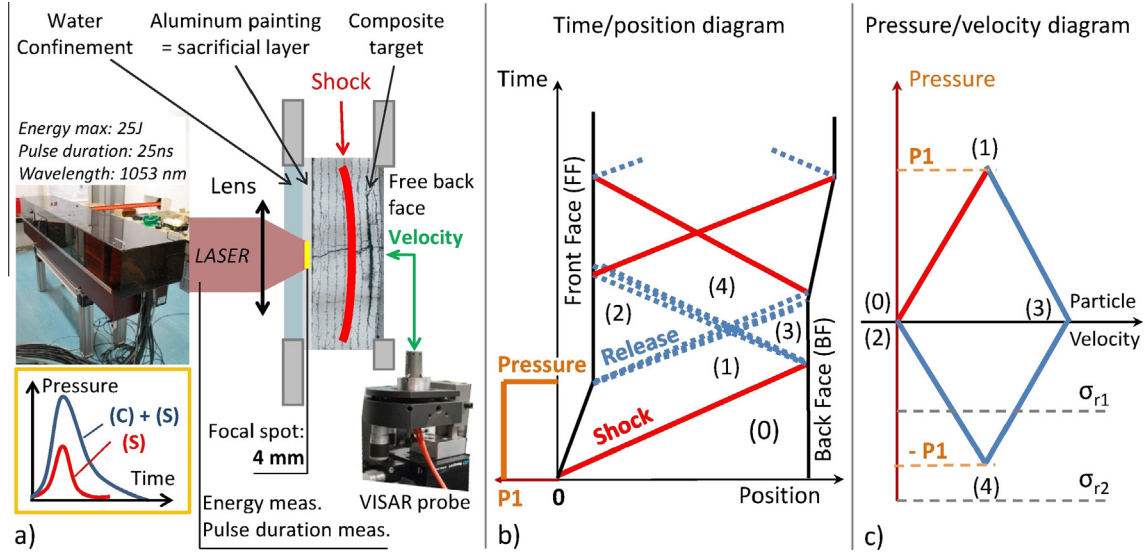 Water
Confinement
Aluminum painting
= sacrificial layer
Composite
target
Shock
Energy max: 25J
Pulse duration: 25ns
Wavelength: 1053 nm
Lens
Free back
face
Velocity
LASER
Pressure
(C) + (S)
(S)
Time
Focal spot:
4 mm
VISAR probe
Energy meas.
Pulse duration meas.
a)
Time/position diagram
Time
Front Face (FF)
(4)
(2)
(3)
Release
(1)
Pressure
Back Face (BF)
Shock
(0)
P1
0
Position
b)
Pressure/velocity diagram
Pressure
P1
(1)
(0)
(3)
Particle
(2)
Velocity
σr1
- P1
(4)
σr2
c)